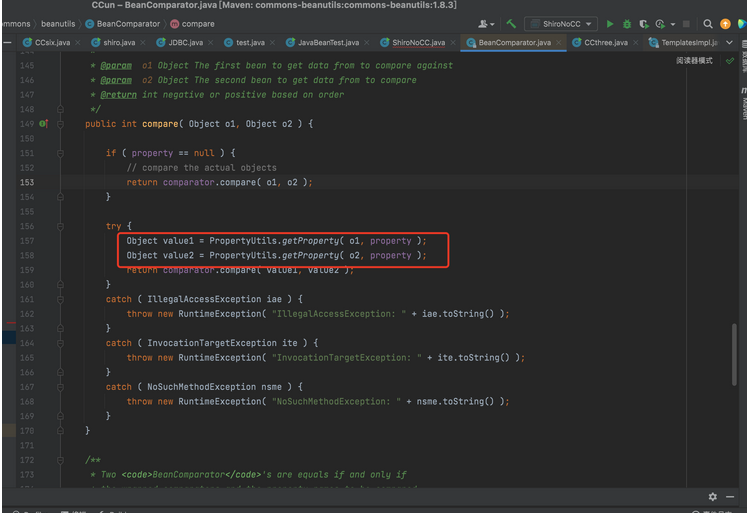 CCun – BeanComparator.java [Maven: commons-beanutils:commons-beanutils:1.8.3]
mmons beanutils BeanComparator compare ShiroNoCC
CCsix.java shiro.java JDBC.java test.java JavaBeanTest.java ShiroNoCC.java BeanComparator.java CCthree.java TemplatesImpl.java
阅读器模式
Maven
145 * @param o1 Object The first bean to get data from to compare against
146 * @param o2 Object The second bean to get data from to compare
147 * @return int negative or positive based on order
148 */
149 public int compare( Object o1, Object o2 ) {
150
151 if ( property == null ) {
152 // compare the actual objects
153 return comparator.compare( o1, o2 );
154 }
155
156 try {
157 Object value1 = PropertyUtils.getProperty( o1, property );
158 Object value2 = PropertyUtils.getProperty( o2, property );
159 return comparator.compare( value1, value2 );
160 }
161 catch ( IllegalAccessException iae ) {
162 throw new RuntimeException( "IllegalAccessException: " + iae.toString() );
163 }
164 catch ( InvocationTargetException ite ) {
165 throw new RuntimeException( "InvocationTargetException: " + ite.toString() );
166 }
167 catch ( NoSuchMethodException nsme ) {
168 throw new RuntimeException( "NoSuchMethodException: " + nsme.toString() );
169 }
170 }
171
172 /**
173 * Two <code>BeanComparator</code>'s are equals if and only if